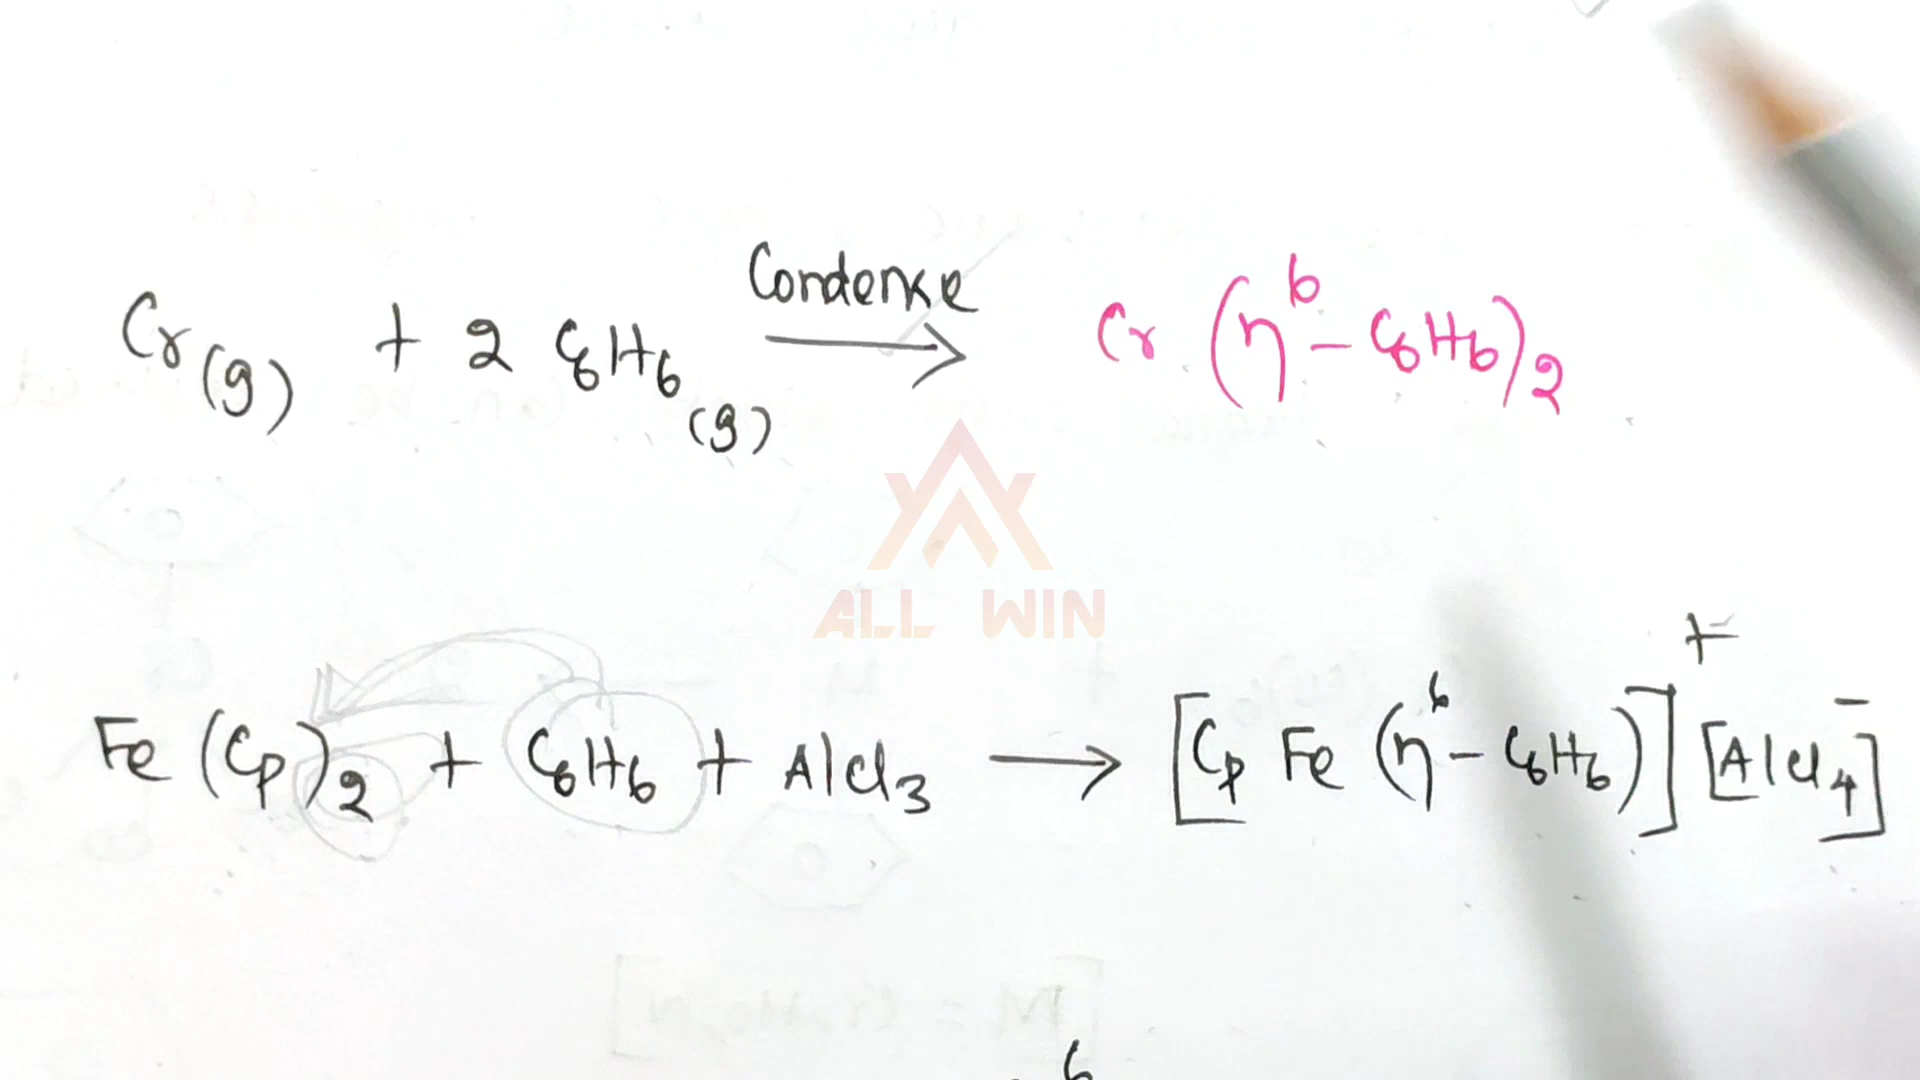 Condense
Cr(g) + 2 C6H6(g) → Cr (η6 – C6H6)2
ALL WIN
Fe (Cp)2 + C6H6 + AlCl3 → [Cp Fe (η6 – C6H6)]+ [AlCl4]–
6